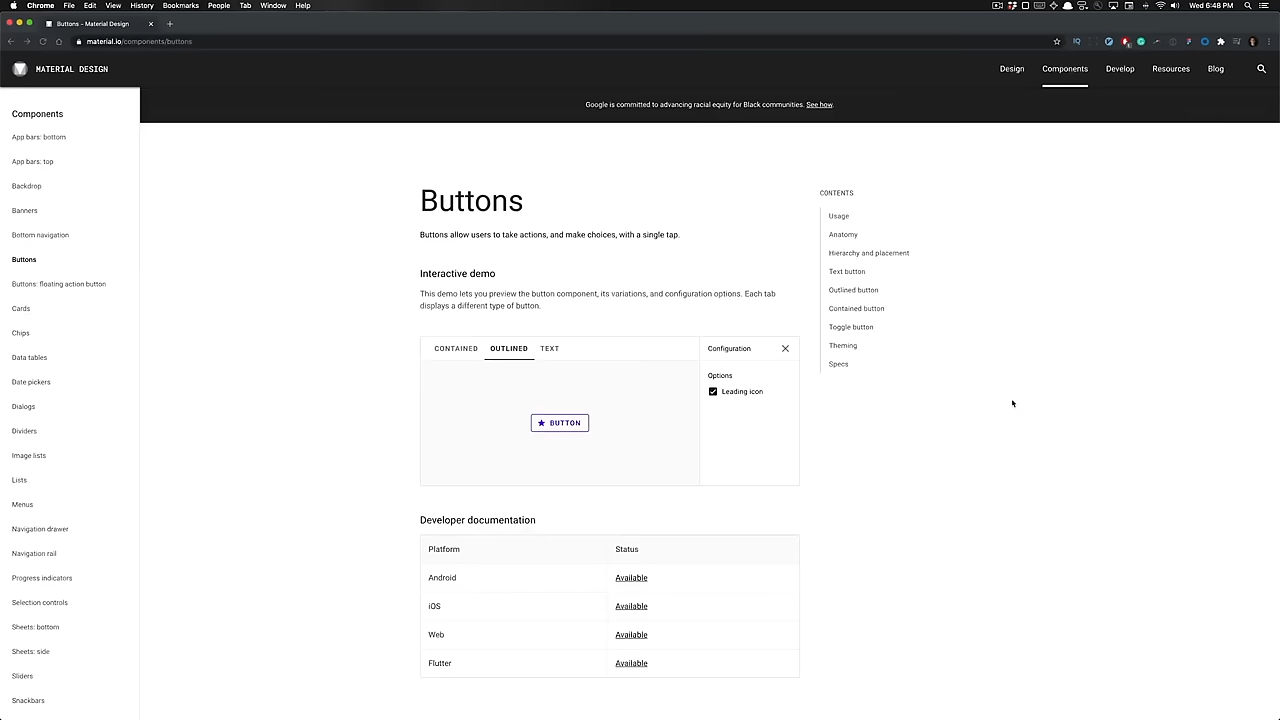 Chrome File Edit View History Bookmarks People Tab Window Help
Wed 6:48 PM
Buttons – Material Design
material.io/components/buttons
MATERIAL DESIGN
Design Components Develop Resources Blog
Google is committed to advancing racial equity for Black communities. See how.
Components
App bars: bottom
App bars: top
Backdrop
Banners
Bottom navigation
Buttons
Buttons: floating action button
Cards
Chips
Data tables
Date pickers
Dialogs
Dividers
Image lists
Lists
Menus
Navigation drawer
Navigation rail
Progress indicators
Selection controls
Sheets: bottom
Sheets: side
Sliders
Snackbars
Buttons
Buttons allow users to take actions, and make choices, with a single tap.
Interactive demo
This demo lets you preview the button component, its variations, and configuration options. Each tab
displays a different type of button.
CONTAINED OUTLINED TEXT
Configuration
Options
Leading icon
BUTTON
Developer documentation
Platform Status
Android Available
iOS Available
Web Available
Flutter Available
CONTENTS
Usage
Anatomy
Hierarchy and placement
Text button
Outlined button
Contained button
Toggle button
Theming
Specs